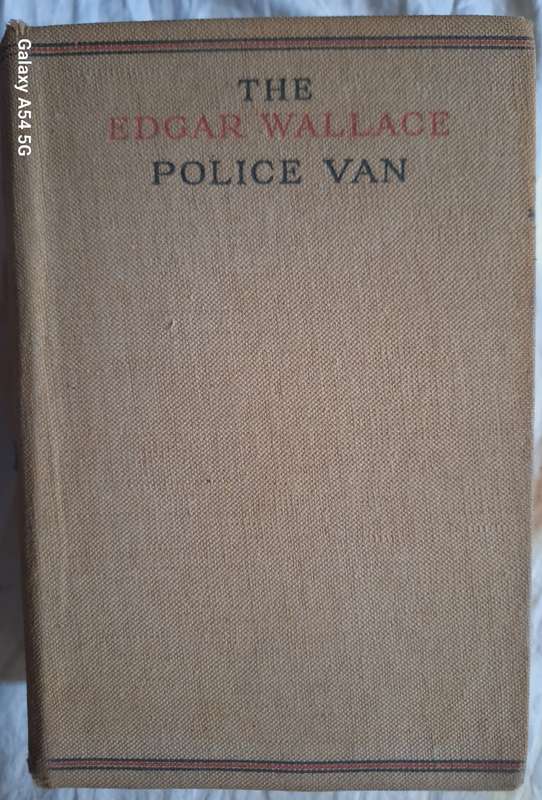 THE
EDGAR WALLACE
POLICE VAN
Galaxy A54 5G